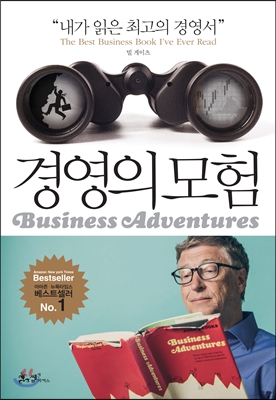 “내가 읽은 최고의 경영서”
The Best Business Book I've Ever Read
빌 게이츠
경영의 모험
Business Adventures
Amazon New york Times
Bestseller
아마존 뉴욕타임스
베스트셀러
No. 1
Business
Adventures